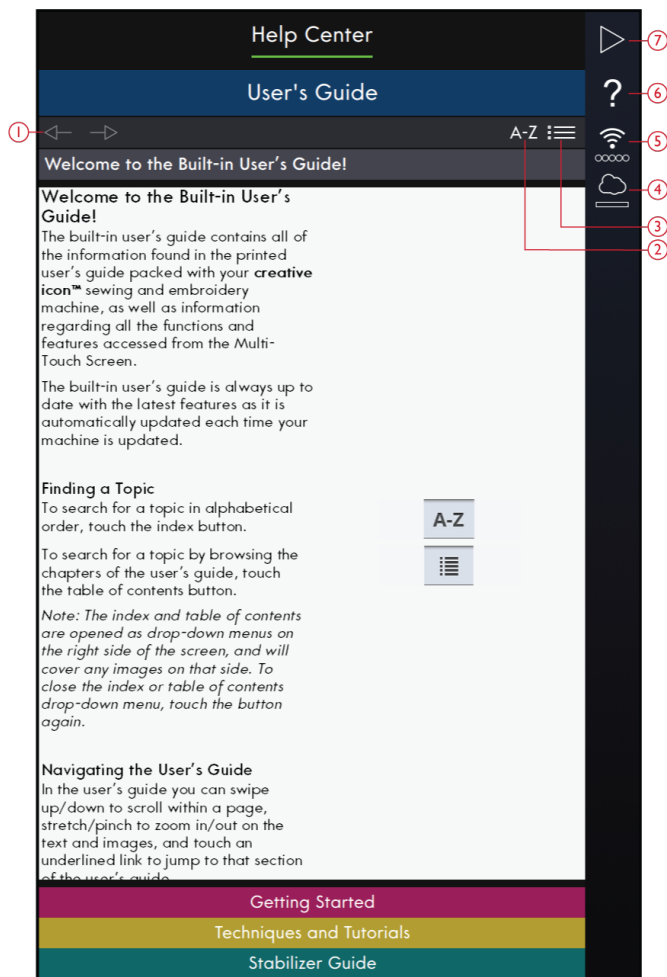 Help Center
User's Guide
A-Z
Welcome to the Built-in User's Guide!
Welcome to the Built-in User's
Guide!
The built-in user's guide contains all of
the information found in the printed
user's guide packed with your creative
icon™ sewing and embroidery
machine, as well as information
regarding all the functions and
features accessed from the Multi-
Touch Screen.
The built-in user's guide is always up to
date with the latest features as it is
automatically updated each time your
machine is updated.
Finding a Topic
To search for a topic in alphabetical
order, touch the index button.
A-Z
To search for a topic by browsing the
chapters of the user's guide, touch
the table of contents button.
Note: The index and table of contents
are opened as drop-down menus on
the right side of the screen, and will
cover any images on that side. To
close the index or table of contents
drop-down menu, touch the button
again.
Navigating the User's Guide
In the user's guide you can swipe
up/down to scroll within a page,
stretch/pinch to zoom in/out on the
text and images, and touch an
underlined link to jump to that section
of the user's guide
Getting Started
Techniques and Tutorials
Stabilizer Guide
?
1
2
3
4
5
6
7